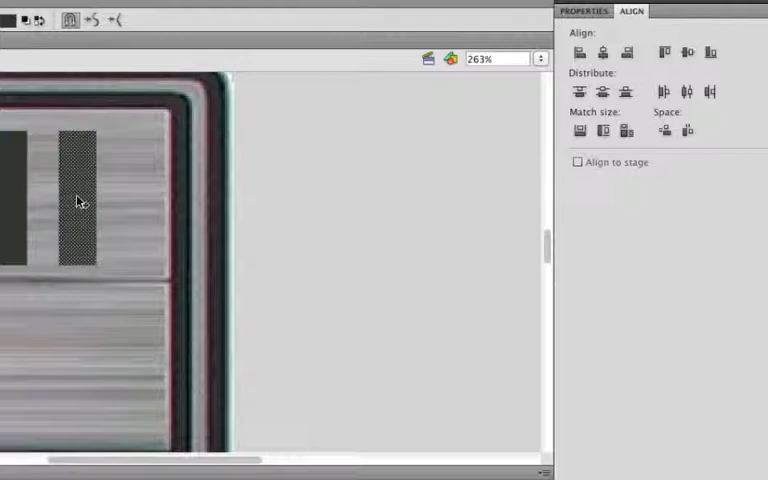 PROPERTIES ALIGN
Align:
263%
Distribute:
Match size: Space:
Align to stage